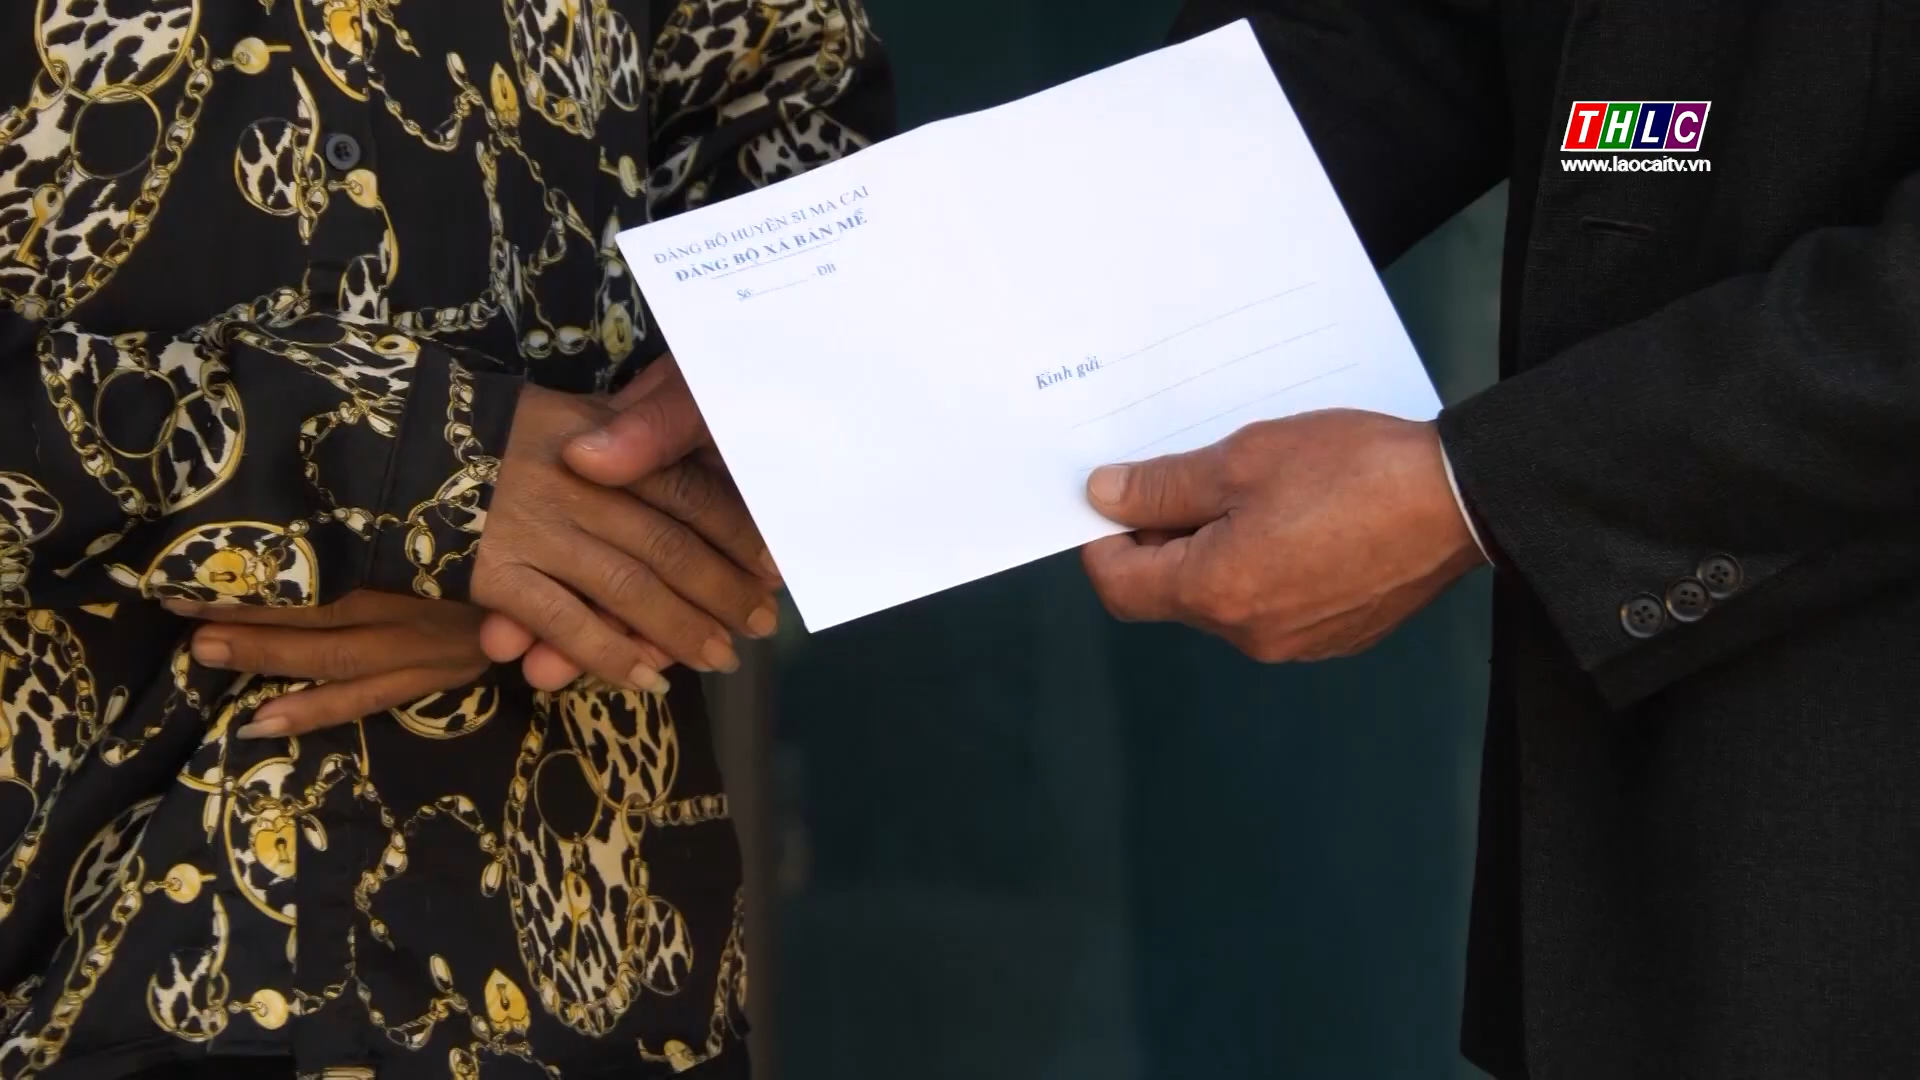 THLC
www.laocaitv.vn
ĐẢNG BỘ HUYỆN SI MA CAI
ĐẢNG BỘ XÃ BẢN MẾ
Số:............-ĐB
Kính gửi: